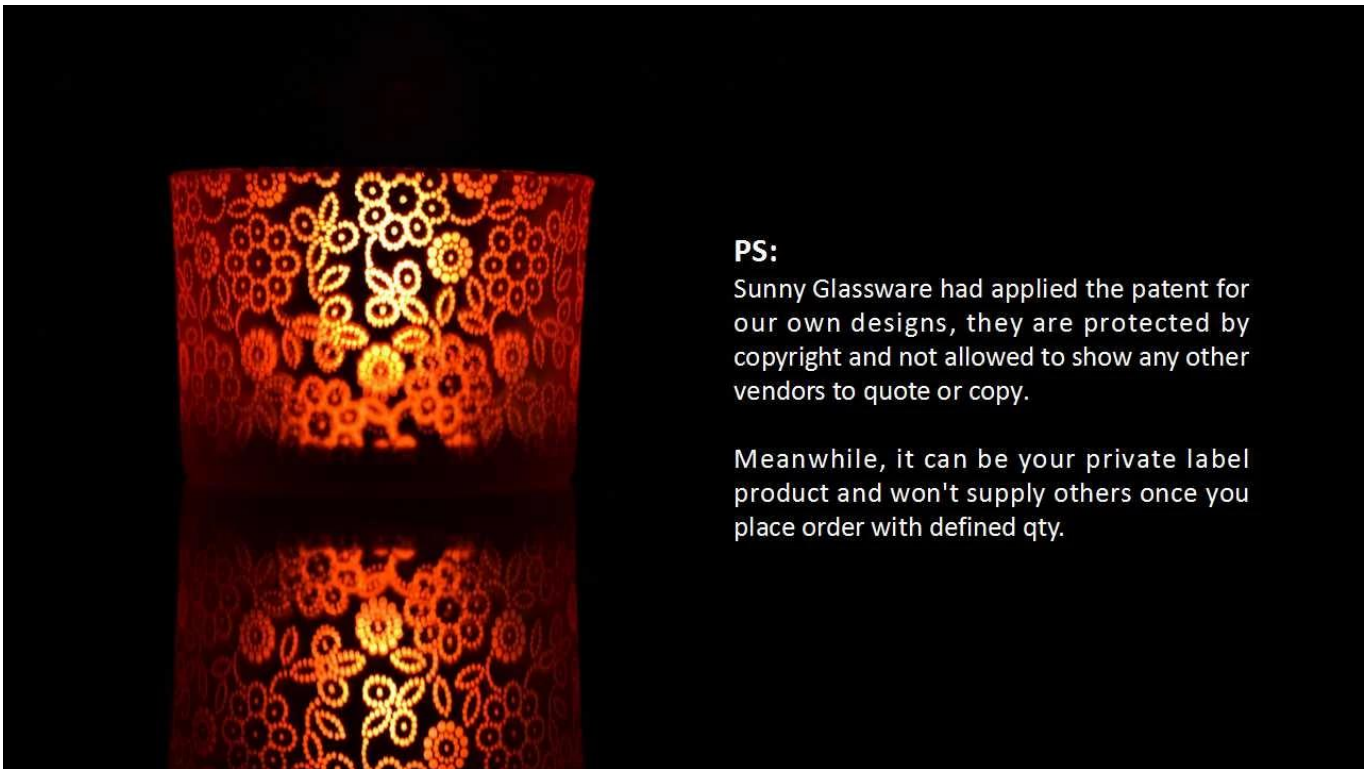 PS:
Sunny Glassware had applied the patent for
our own designs, they are protected by
copyright and not allowed to show any other
vendors to quote or copy.
Meanwhile, it can be your private label
product and won't supply others once you
place order with defined qty.